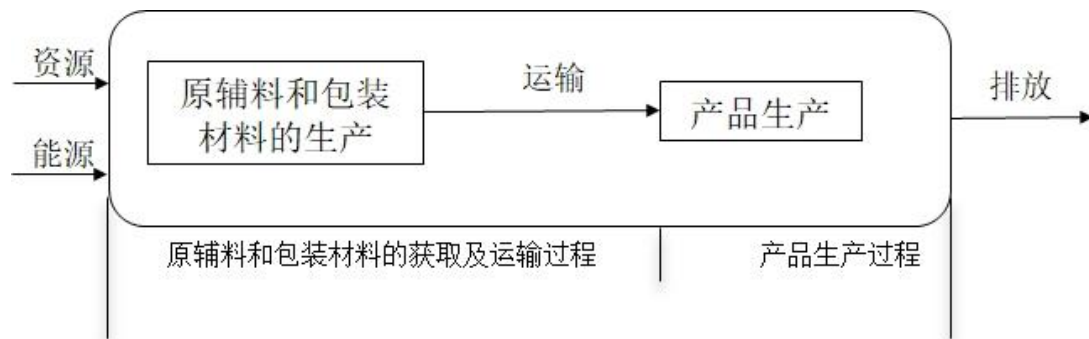 资源
能源
原辅料和包装
材料的生产
运输
产品生产
排放
原辅料和包装材料的获取及运输过程
产品生产过程